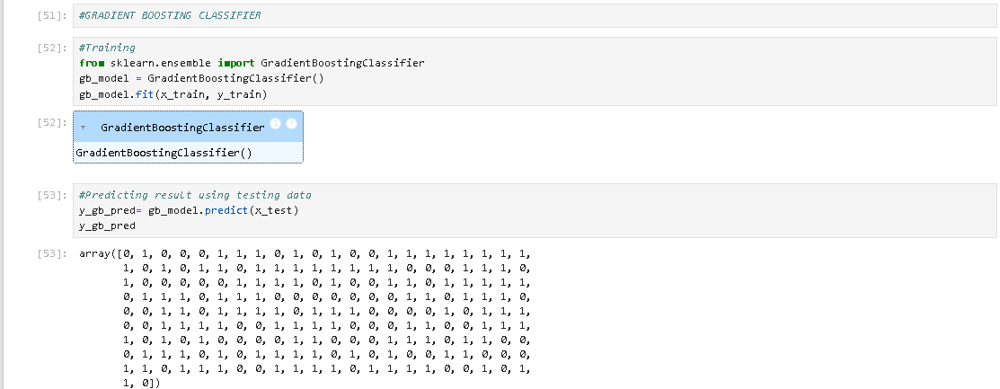 [51]: #GRADIENT BOOSTING CLASSIFIER
[52]: #Training
from sklearn.ensemble import GradientBoostingClassifier
gb_model = GradientBoostingClassifier()
gb_model.fit(x_train, y_train)
[52]: GradientBoostingClassifier
GradientBoostingClassifier()
[53]: #Predicting result using testing data
y_gb_pred= gb_model.predict(x_test)
y_gb_pred
[53]: array([0, 1, 0, 0, 0, 1, 1, 1, 0, 1, 0, 1, 0, 0, 1, 1, 1, 1, 1, 1, 1, 1,
1, 0, 1, 0, 1, 1, 0, 1, 1, 1, 1, 1, 1, 1, 1, 0, 0, 0, 1, 1, 0,
1, 0, 0, 0, 0, 0, 1, 1, 1, 0, 1, 0, 0, 1, 1, 0, 1, 1, 1, 1, 1,
0, 1, 1, 1, 0, 1, 1, 1, 0, 0, 0, 0, 0, 0, 0, 1, 1, 0, 1, 1, 0,
0, 0, 1, 1, 0, 1, 1, 1, 1, 0, 1, 1, 1, 0, 0, 0, 0, 1, 0, 1, 1, 1,
0, 0, 1, 1, 1, 1, 0, 0, 1, 1, 1, 1, 0, 0, 0, 1, 1, 0, 0, 1, 1, 1,
1, 0, 1, 0, 1, 0, 0, 0, 0, 1, 1, 0, 0, 0, 1, 1, 1, 0, 1, 1, 0, 0,
0, 1, 1, 1, 0, 1, 0, 1, 1, 1, 1, 0, 1, 0, 1, 0, 0, 1, 1, 0, 0, 0,
1, 1, 0, 1, 1, 1, 0, 0, 1, 1, 1, 1, 0, 1, 1, 1, 1, 0, 0, 1, 0, 1,
1, 0])